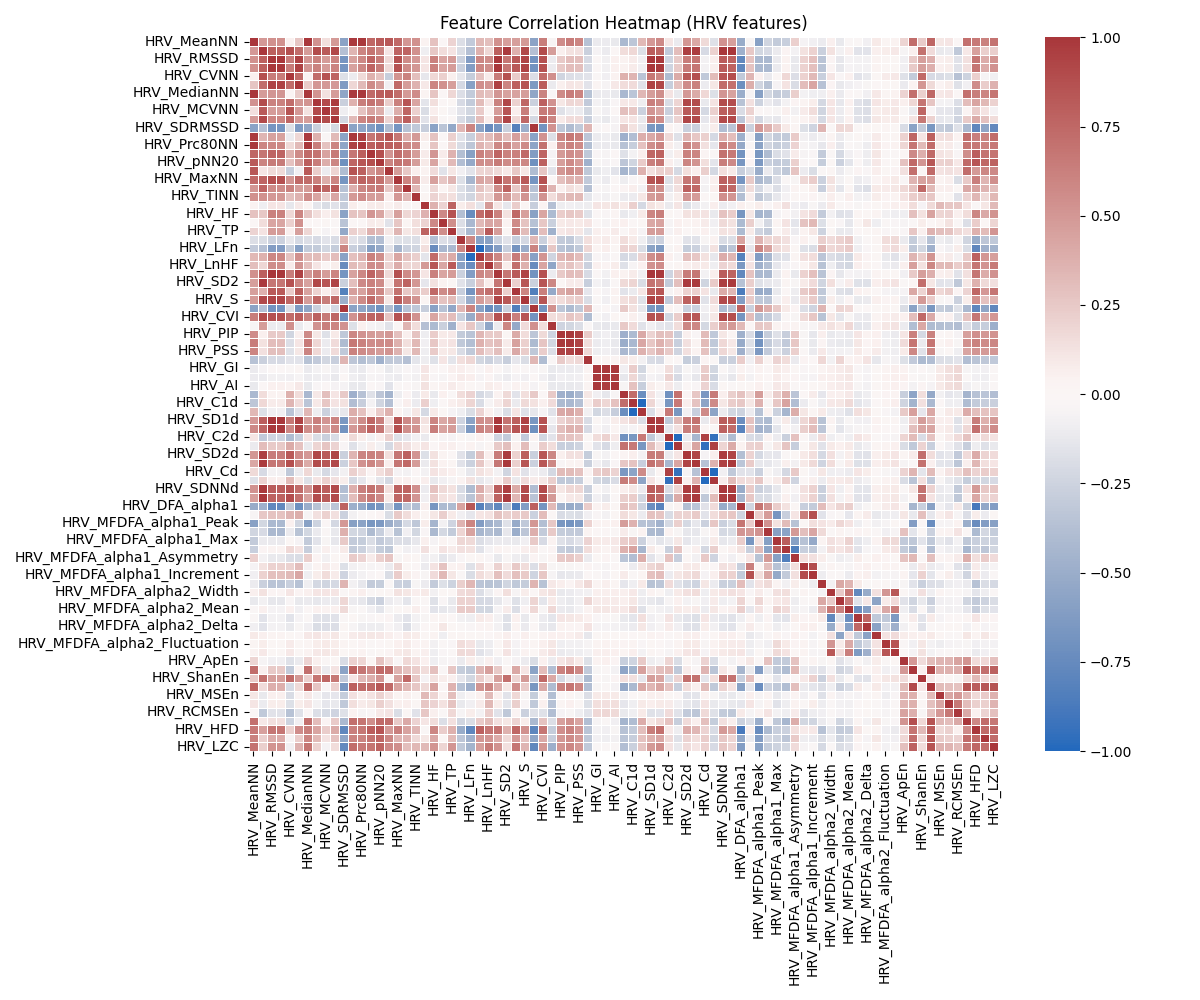 Feature Correlation Heatmap (HRV features)
HRV_MeanNN
HRV_RMSSD
HRV_CVNN
HRV_MedianNN
HRV_MCVNN
HRV_SDRMSSD
HRV_Prc80NN
HRV_pNN20
HRV_MaxNN
HRV_TINN
HRV_HF
HRV_TP
HRV_LFn
HRV_LnHF
HRV_SD2
HRV_S
HRV_CVI
HRV_PIP
HRV_PSS
HRV_GI
HRV_AI
HRV_C1d
HRV_SD1d
HRV_C2d
HRV_SD2d
HRV_Cd
HRV_SDNNd
HRV_DFA_alpha1
HRV_MFDFA_alpha1_Peak
HRV_MFDFA_alpha1_Max
HRV_MFDFA_alpha1_Asymmetry
HRV_MFDFA_alpha1_Increment
HRV_MFDFA_alpha2_Width
HRV_MFDFA_alpha2_Mean
HRV_MFDFA_alpha2_Delta
HRV_MFDFA_alpha2_Fluctuation
HRV_ApEn
HRV_ShanEn
HRV_MSEn
HRV_RCMSEn
HRV_HFD
HRV_LZC
HRV_MeanNN
HRV_RMSSD
HRV_CVNN
HRV_MedianNN
HRV_MCVNN
HRV_SDRMSSD
HRV_Prc80NN
HRV_pNN20
HRV_MaxNN
HRV_TINN
HRV_HF
HRV_TP
HRV_LFn
HRV_LnHF
HRV_SD2
HRV_S
HRV_CVI
HRV_PIP
HRV_PSS
HRV_GI
HRV_AI
HRV_C1d
HRV_SD1d
HRV_C2d
HRV_SD2d
HRV_Cd
HRV_SDNNd
HRV_DFA_alpha1
HRV_MFDFA_alpha1_Peak
HRV_MFDFA_alpha1_Max
HRV_MFDFA_alpha1_Asymmetry
HRV_MFDFA_alpha1_Increment
HRV_MFDFA_alpha2_Width
HRV_MFDFA_alpha2_Mean
HRV_MFDFA_alpha2_Delta
HRV_MFDFA_alpha2_Fluctuation
HRV_ApEn
HRV_ShanEn
HRV_MSEn
HRV_RCMSEn
HRV_HFD
HRV_LZC
1.00
0.75
0.50
0.25
0.00
−0.25
−0.50
−0.75
−1.00